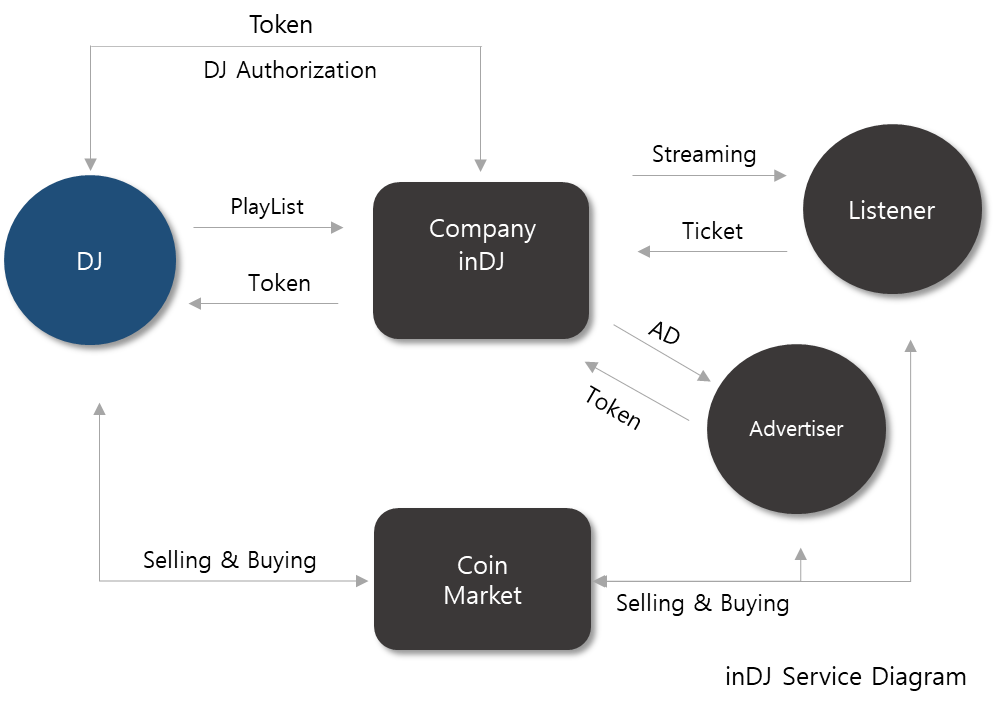 Token
DJ Authorization
Streaming
Listener
PlayList
Company
inDJ
Ticket
DJ
Token
AD
Token
Advertiser
Selling & Buying
Coin
Market
Selling & Buying
inDJ Service Diagram